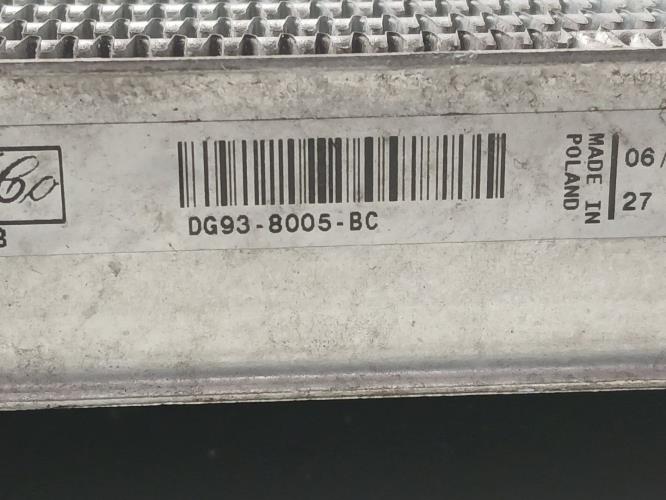 DG93-8005-BC
MADE IN
POLAND
06/
27